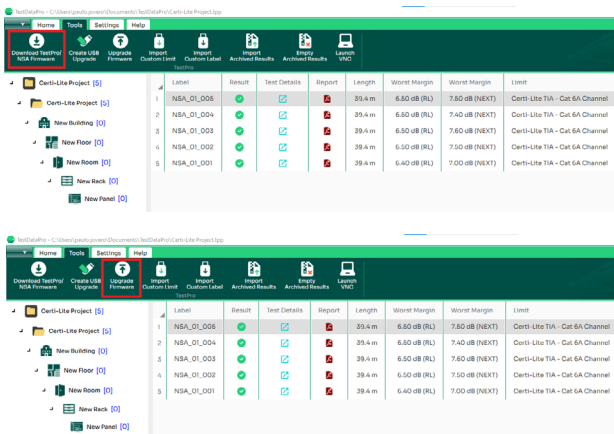 TestDataPro - C:\Users\paulo.jovero\Documents\TestDataPro\Certi-Lite Project.tpp
Home Tools Settings Help
Download TestPro/ NSA Firmware
Create USB Upgrade
Upgrade Firmware
Import Custom Limit
Import Custom Label
Import Archived Results
Empty Archived Results
Launch VNC
TestPro
Certi-Lite Project [5]
Certi-Lite Project [5]
New Building [0]
New Floor [0]
New Room [0]
New Rack [0]
New Panel [0]
Label Result Test Details Report Length Worst Margin Worst Margin Limit
1 NSA_01_005 39.4 m 6.60 dB (RL) 7.60 dB (NEXT) Certi-Lite TIA - Cat 6A Channel
2 NSA_01_004 39.4 m 6.60 dB (RL) 7.40 dB (NEXT) Certi-Lite TIA - Cat 6A Channel
3 NSA_01_003 39.4 m 6.60 dB (RL) 7.60 dB (NEXT) Certi-Lite TIA - Cat 6A Channel
4 NSA_01_002 39.4 m 6.50 dB (RL) 7.50 dB (NEXT) Certi-Lite TIA - Cat 6A Channel
5 NSA_01_001 39.4 m 6.40 dB (RL) 7.00 dB (NEXT) Certi-Lite TIA - Cat 6A Channel
TestDataPro - C:\Users\paulo.jovero\Documents\TestDataPro\Certi-Lite Project.tpp
Home Tools Settings Help
Download TestPro/ NSA Firmware
Create USB Upgrade
Upgrade Firmware
Import Custom Limit
Import Custom Label
Import Archived Results
Empty Archived Results
Launch VNC
TestPro
Certi-Lite Project [5]
Certi-Lite Project [5]
New Building [0]
New Floor [0]
New Room [0]
New Rack [0]
New Panel [0]
Label Result Test Details Report Length Worst Margin Worst Margin Limit
1 NSA_01_005 39.4 m 6.60 dB (RL) 7.60 dB (NEXT) Certi-Lite TIA - Cat 6A Channel
2 NSA_01_004 39.4 m 6.60 dB (RL) 7.40 dB (NEXT) Certi-Lite TIA - Cat 6A Channel
3 NSA_01_003 39.4 m 6.60 dB (RL) 7.60 dB (NEXT) Certi-Lite TIA - Cat 6A Channel
4 NSA_01_002 39.4 m 6.50 dB (RL) 7.50 dB (NEXT) Certi-Lite TIA - Cat 6A Channel
5 NSA_01_001 39.4 m 6.40 dB (RL) 7.00 dB (NEXT) Certi-Lite TIA - Cat 6A Channel